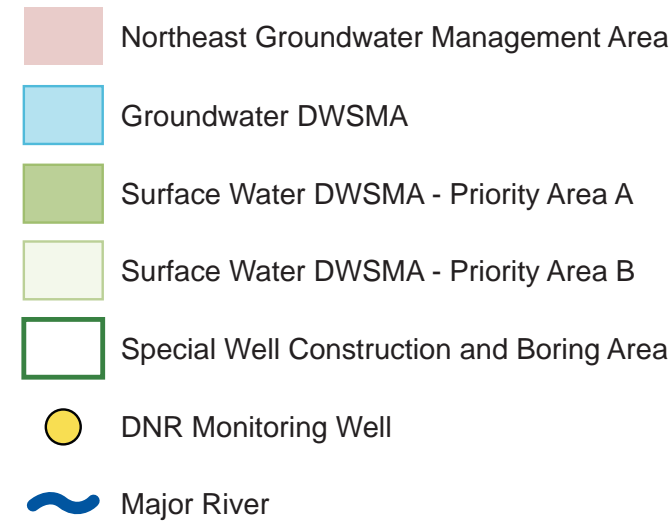 Northeast Groundwater Management Area
Groundwater DWSMA
Surface Water DWSMA - Priority Area A
Surface Water DWSMA - Priority Area B
Special Well Construction and Boring Area
DNR Monitoring Well
Major River